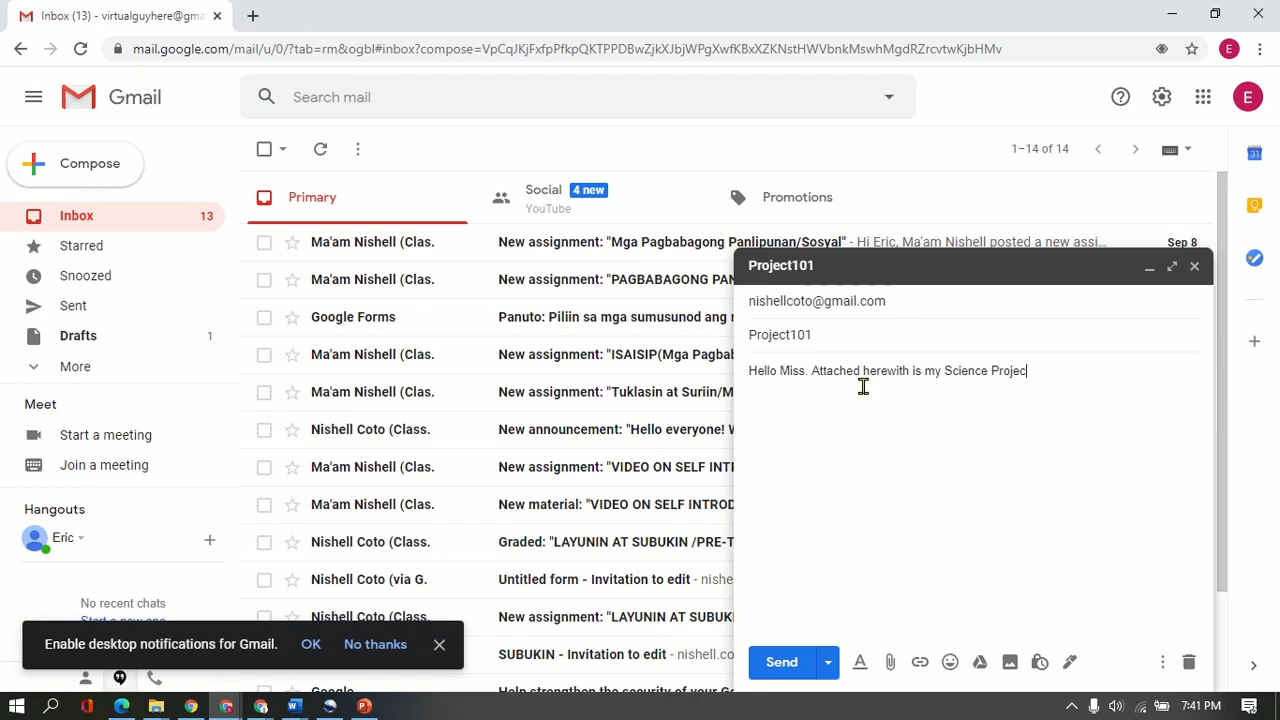 Inbox (13) - virtualguyhere@gma
mail.google.com/mail/u/0/?tab=rm&ogbl#inbox?compose=VpCqJKjFxfpPfkpQKTPPDBwZjkXJbjWPgXwfKBxXZKNstHWVbnkMswhMgdRZrcvtwKjbHMv
E
Gmail
Search mail
E
Compose
1–14 of 14
Inbox 13
Starred
Snoozed
Sent
Drafts 1
More
Meet
Start a meeting
Join a meeting
Hangouts
Eric
No recent chats
Start a new one
Primary
Social 4 new
YouTube
Promotions
Ma'am Nishell (Clas. New assignment: "Mga Pagbabagong Panlipunan/Sosyal" - Hi Eric, Ma'am Nishell posted a new assi... Sep 8
Ma'am Nishell (Clas. New assignment: "PAGBABAGONG PAN
Google Forms Panuto: Piliin sa mga sumusunod ang
Ma'am Nishell (Clas. New assignment: "ISAISIP(Mga Pagbab
Ma'am Nishell (Clas. New assignment: "Tuklasin at Suriin/M
Nishell Coto (Class. New announcement: "Hello everyone! W
Ma'am Nishell (Clas. New assignment: "VIDEO ON SELF INTR
Ma'am Nishell (Clas. New material: "VIDEO ON SELF INTROD
Nishell Coto (Class. Graded: "LAYUNIN AT SUBUKIN /PRE-T
Nishell Coto (via G. Untitled form - Invitation to edit - nishe
Nishell Coto (Class. New assignment: "LAYUNIN AT SUBUK
SUBUKIN - Invitation to edit - nishell.co
Google Help strengthen the security of your Go
Enable desktop notifications for Gmail. OK No thanks
Project101
nishellcoto@gmail.com
Project101
Hello Miss. Attached herewith is my Science Projec
Send
31
7:41 PM